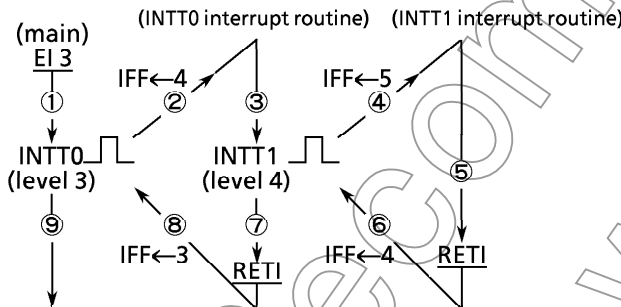 (INTT0 interrupt routine) (INTT1 interrupt routine)
(main)
EI 3
IFF←4 IFF←5
① ② ③ ④
INTT0 INTT1
(level 3) (level 4) ⑤
⑨ ⑧ ⑦ ⑥
IFF←3 IFF←4 RETI
RETI